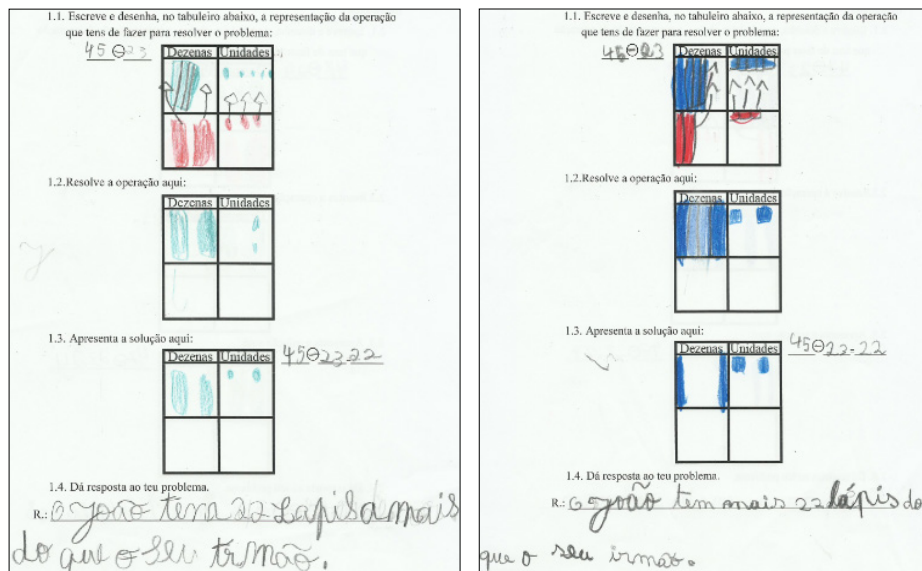 1.1. Escreve e desenha, no tabuleiro abaixo, a representação da operação
que tens de fazer para resolver o problema:
45⊖23
Dezenas Unidades
1.2.Resolve a operação aqui:
Dezenas Unidades
1.3. Apresenta a solução aqui:
Dezenas Unidades
45⊖23-22
1.4. Dá resposta ao teu problema.
R.: O João tem 22 Lapis a mais
do que o seu irmão.
1.1. Escreve e desenha, no tabuleiro abaixo, a representação da operação
que tens de fazer para resolver o problema:
45⊖23
Dezenas Unidades
1.2.Resolve a operação aqui:
Dezenas Unidades
1.3. Apresenta a solução aqui:
Dezenas Unidades
45⊖22-22
1.4. Dá resposta ao teu problema.
R.: O João tem mais 22 lápis do
que o seu irmao.